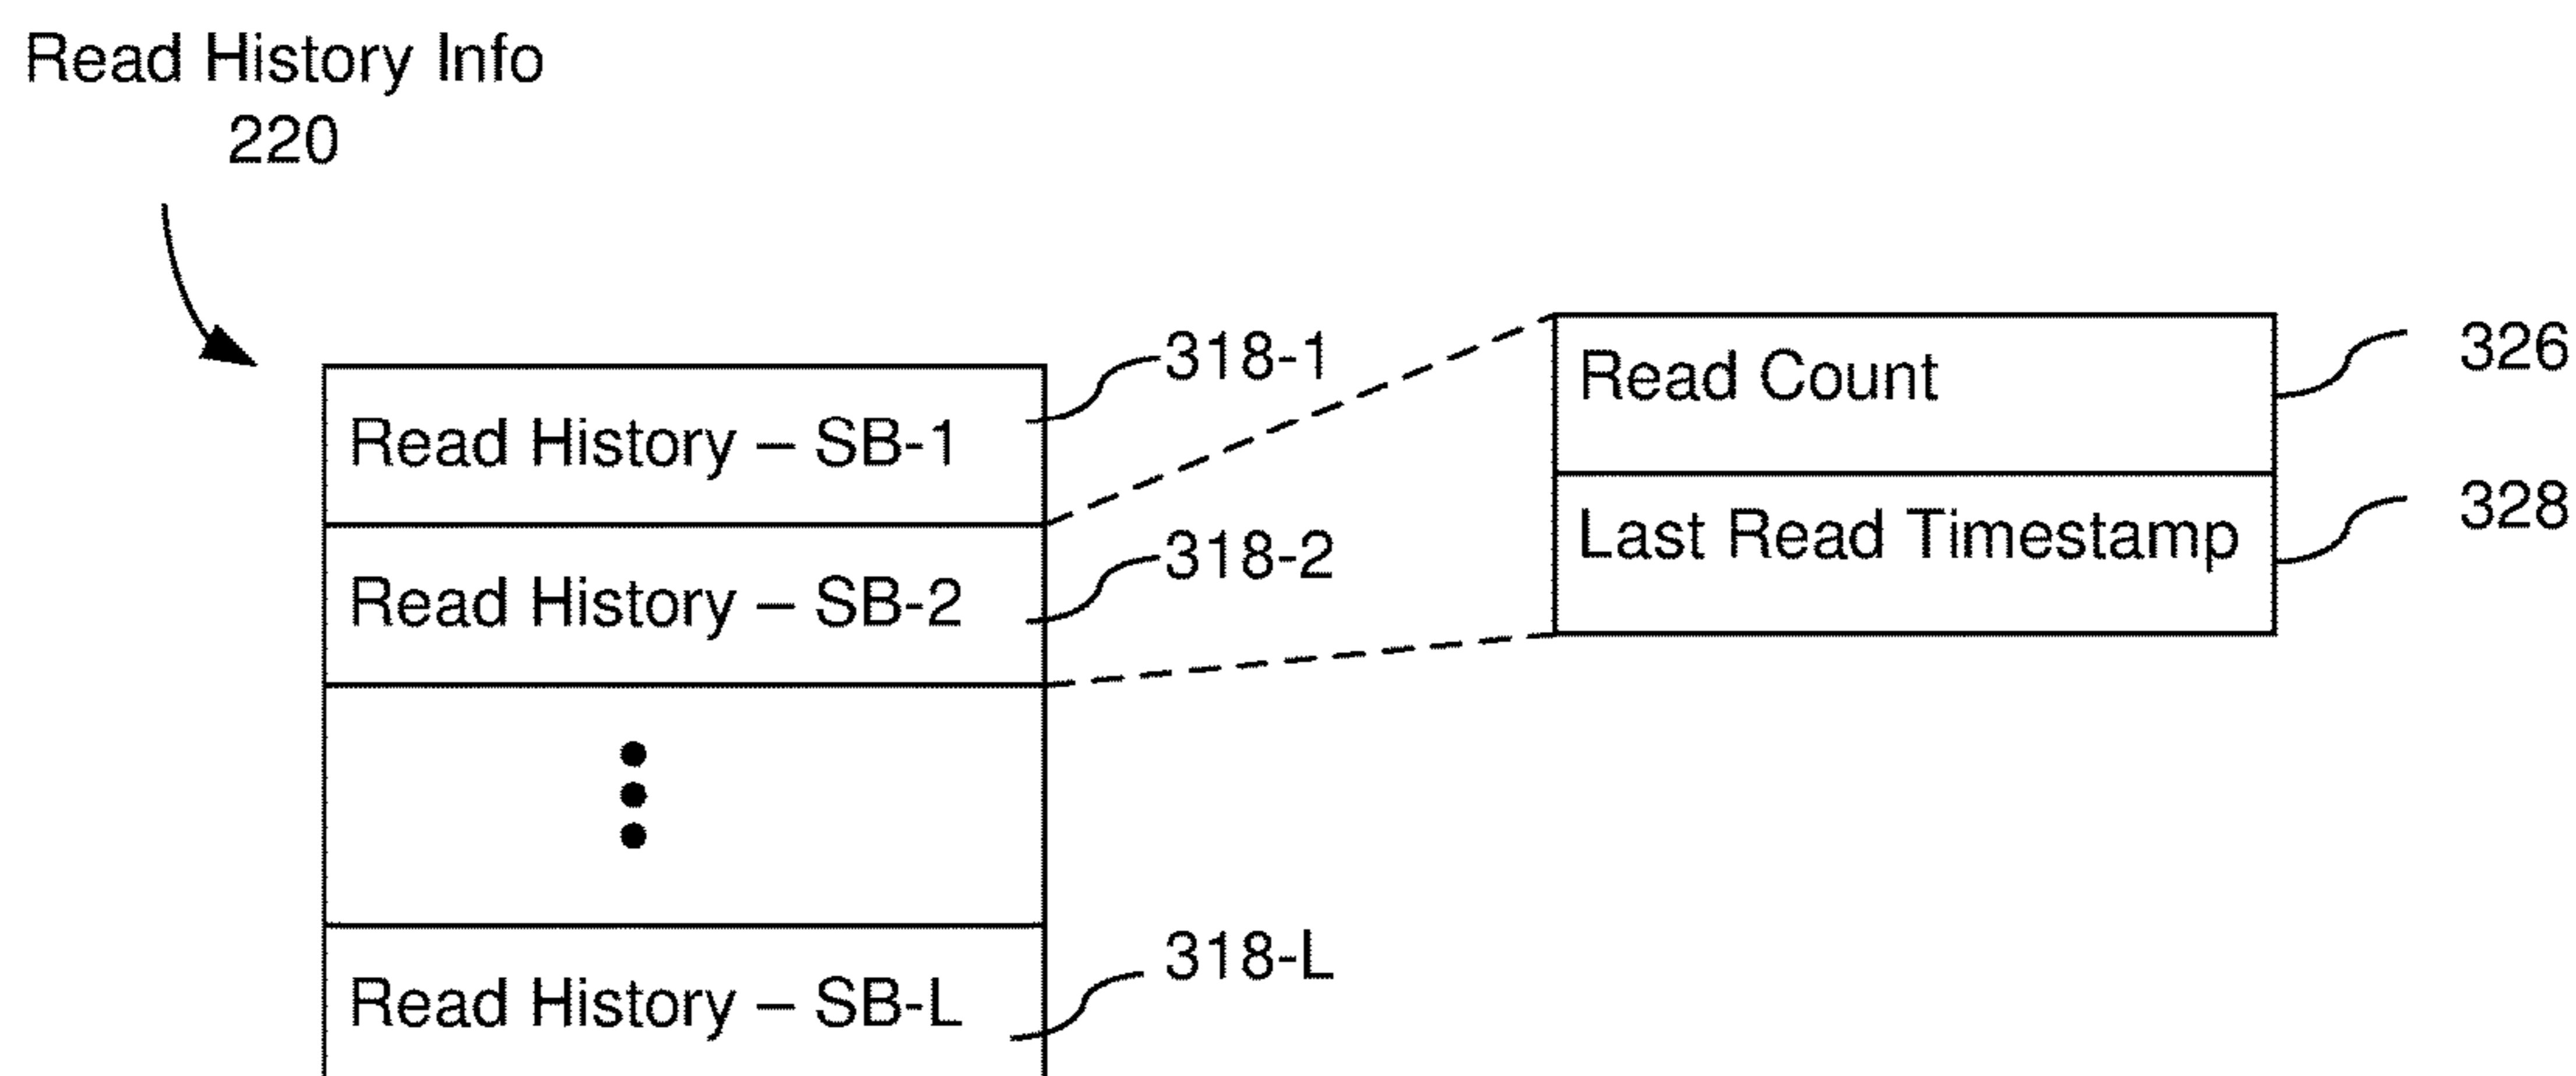 Read History Info
220
Read History – SB-1
318-1
Read History – SB-2
318-2
Read History – SB-L
318-L
Read Count
326
Last Read Timestamp
328